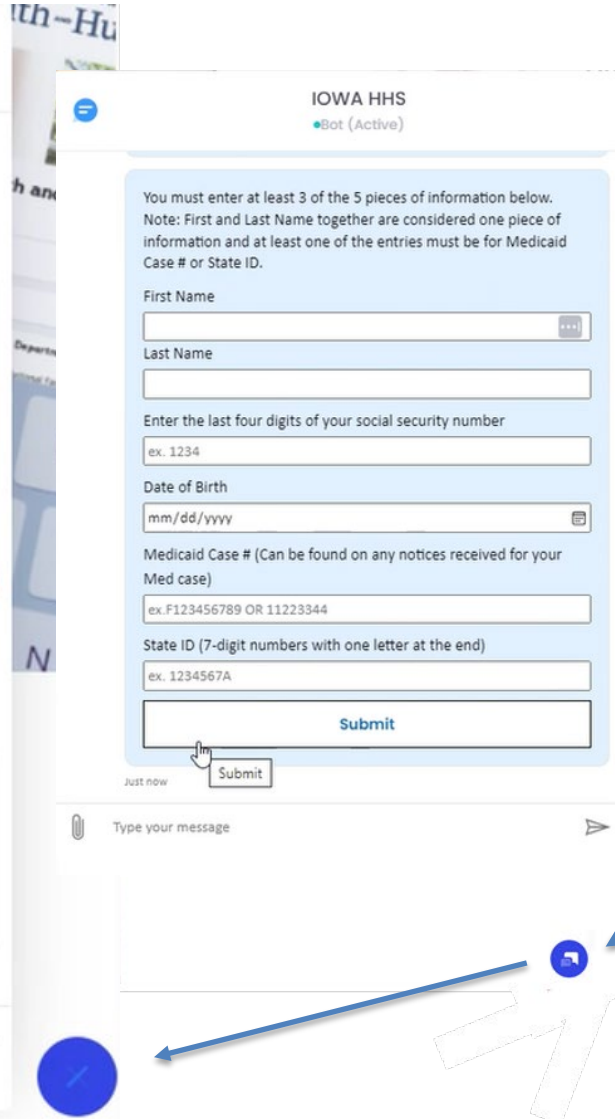 ith-Hu
IOWA HHS
Bot (Active)
h and
You must enter at least 3 of the 5 pieces of information below.
Note: First and Last Name together are considered one piece of
information and at least one of the entries must be for Medicaid
Case # or State ID.
First Name
Last Name
Departm
Enter the last four digits of your social security number
ex. 1234
Date of Birth
mm/dd/yyyy
Medicaid Case # (Can be found on any notices received for your
Med case)
ex.F123456789 OR 11223344
State ID (7-digit numbers with one letter at the end)
N
ex. 1234567A
Submit
Submit
Just now
Type your message